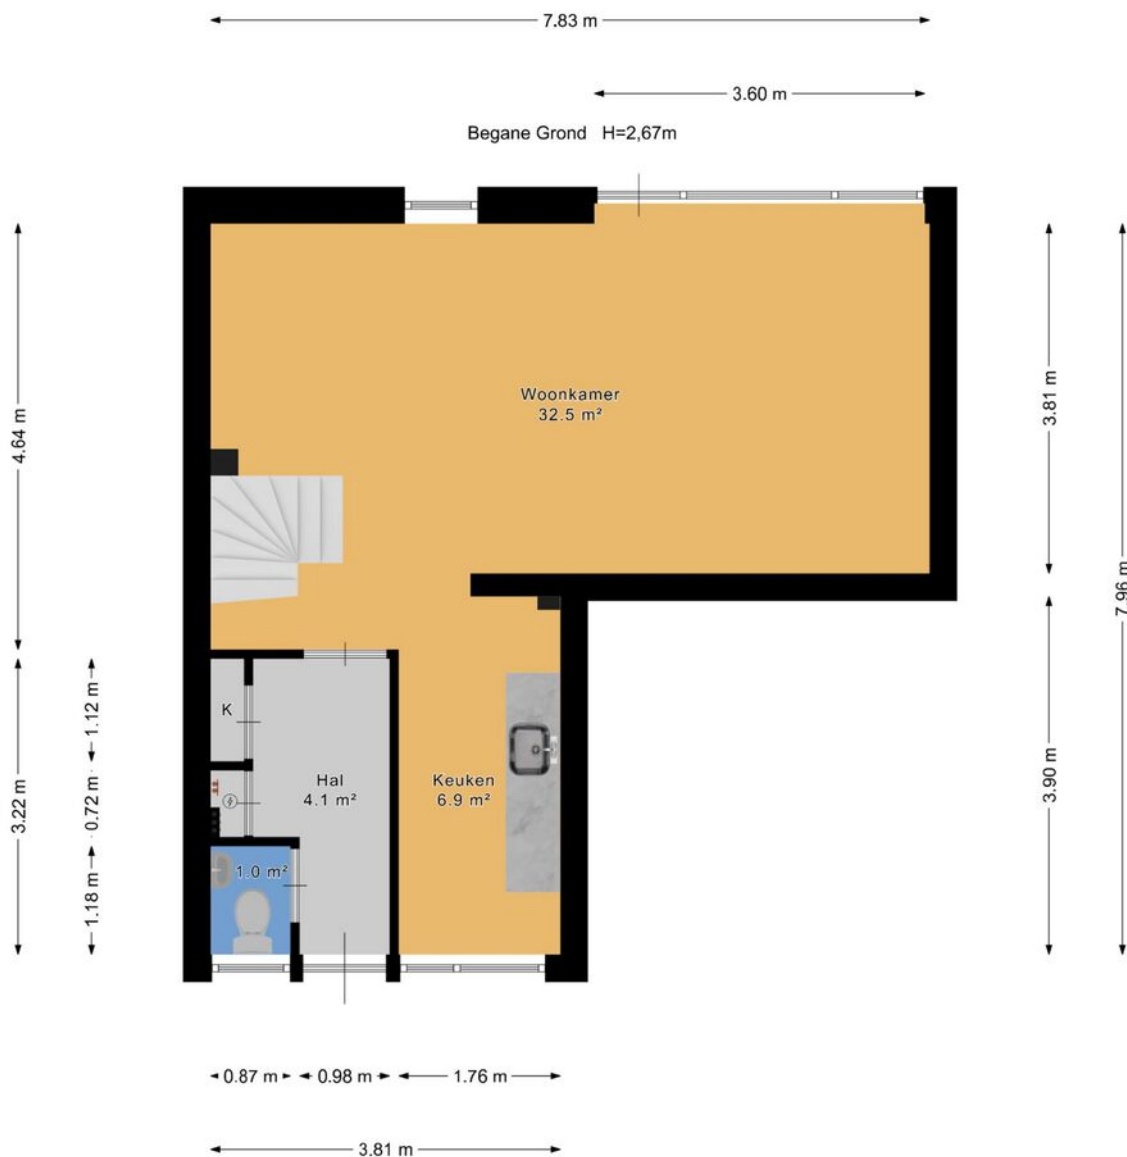 7.83 m
3.60 m
Begane Grond H=2,67m
4.64 m
3.81 m
7.96 m
Woonkamer
32.5 m²
3.22 m
1.12 m
0.72 m
1.18 m
K
Hal
4.1 m²
Keuken
6.9 m²
1.0 m²
3.90 m
0.87 m
0.98 m
1.76 m
3.81 m